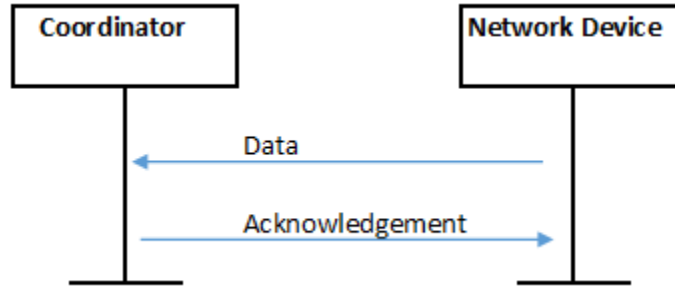 Coordinator
Network Device
Data
Acknowledgement